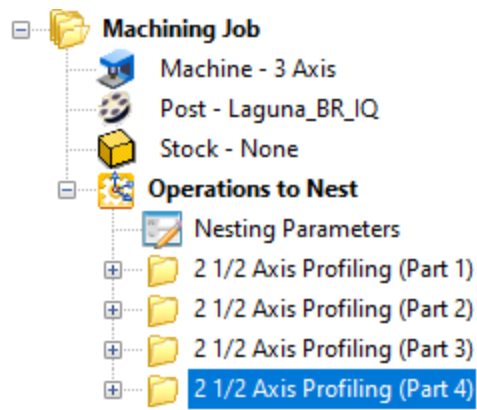 Machining Job
Machine - 3 Axis
Post - Laguna_BR_IQ
Stock - None
Operations to Nest
Nesting Parameters
2 1/2 Axis Profiling (Part 1)
2 1/2 Axis Profiling (Part 2)
2 1/2 Axis Profiling (Part 3)
2 1/2 Axis Profiling (Part 4)